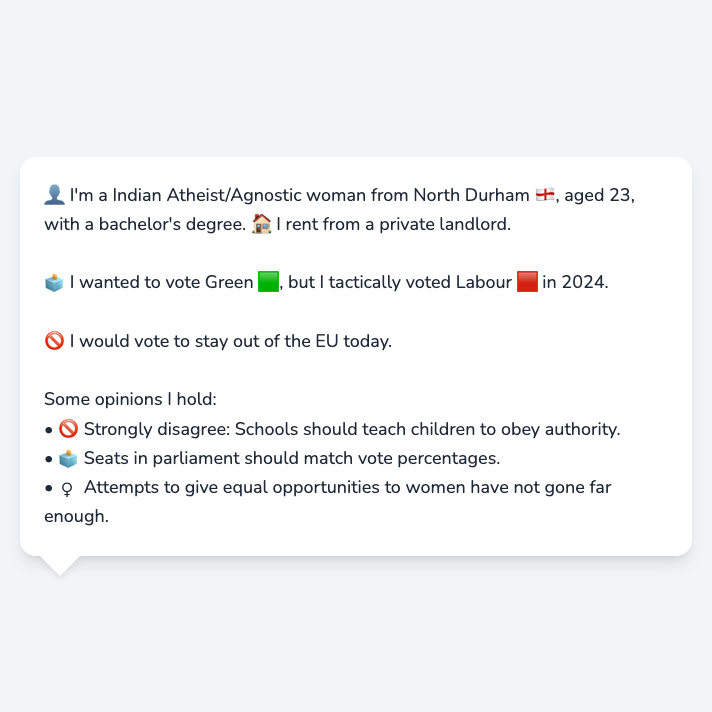 👤 I'm a Indian Atheist/Agnostic woman from North Durham 🏴󠁧󠁢󠁥󠁮󠁧󠁿, aged 23,
with a bachelor's degree. 🏠 I rent from a private landlord.
🗳️ I wanted to vote Green 🟩, but I tactically voted Labour 🟥 in 2024.
🚫 I would vote to stay out of the EU today.
Some opinions I hold:
• 🚫 Strongly disagree: Schools should teach children to obey authority.
• 🗳️ Seats in parliament should match vote percentages.
• ♀ Attempts to give equal opportunities to women have not gone far
enough.